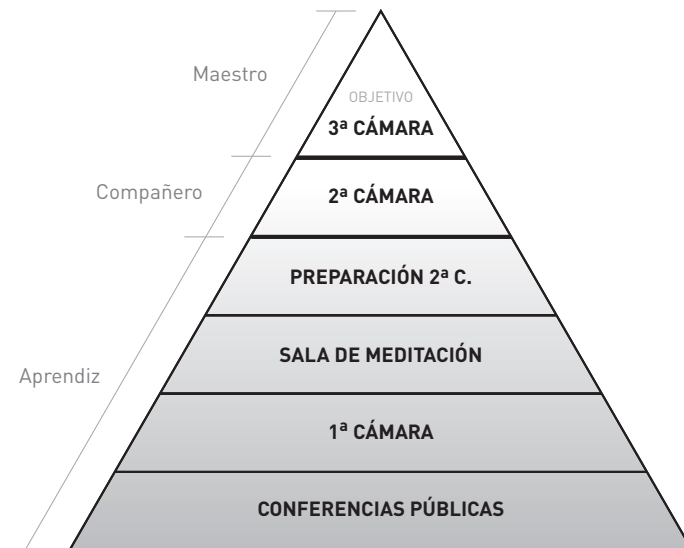 Maestro
OBJETIVO
3ª CÁMARA
Compañero
2ª CÁMARA
PREPARACIÓN 2ª C.
SALA DE MEDITACIÓN
Aprendiz
1ª CÁMARA
CONFERENCIAS PÚBLICAS